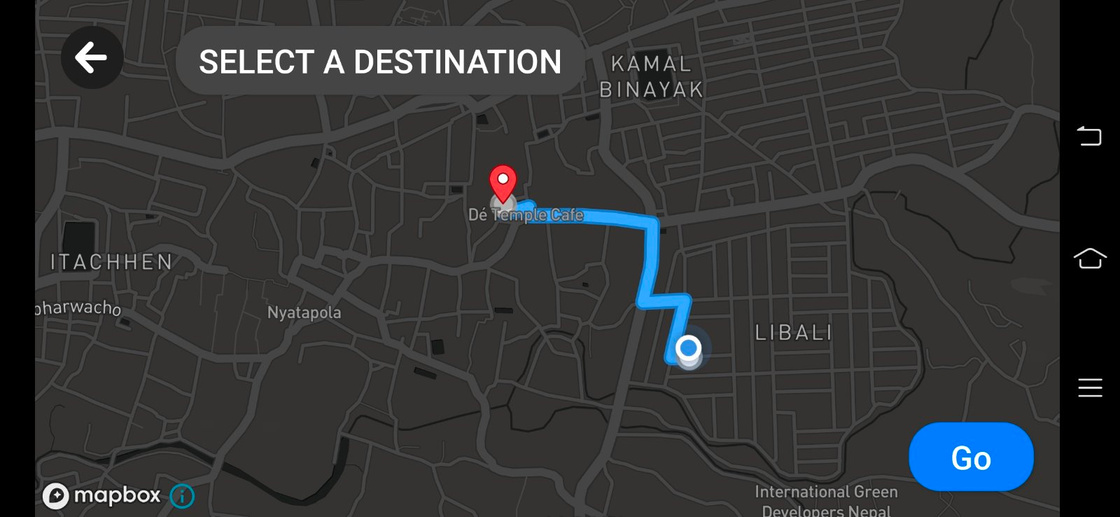 SELECT A DESTINATION
KAMAL
BINAYAK
Dé Temple Cafe
ITACHHEN
pharwacho
Nyatapola
LIBALI
Go
mapbox
International Green
Developers Nepal